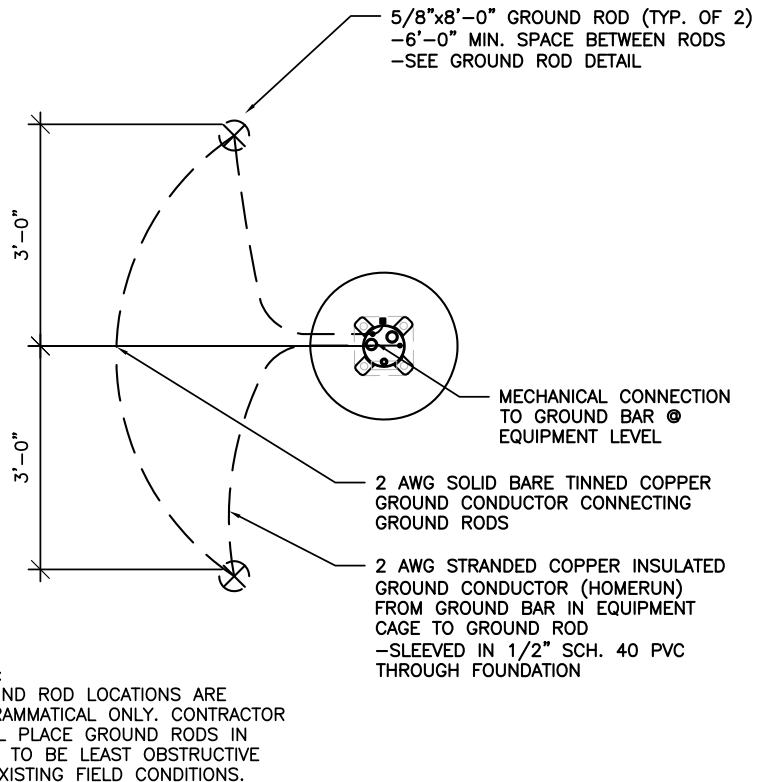 5/8"x8'-0" GROUND ROD (TYP. OF 2)
-6'-0" MIN. SPACE BETWEEN RODS
-SEE GROUND ROD DETAIL
3'-0"
3'-0"
MECHANICAL CONNECTION
TO GROUND BAR @
EQUIPMENT LEVEL
2 AWG SOLID BARE TINNED COPPER
GROUND CONDUCTOR CONNECTING
GROUND RODS
2 AWG STRANDED COPPER INSULATED
GROUND CONDUCTOR (HOMERUN)
FROM GROUND BAR IN EQUIPMENT
CAGE TO GROUND ROD
-SLEEVED IN 1/2" SCH. 40 PVC
THROUGH FOUNDATION
ROD LOCATIONS ARE
ONLY. CONTRACTOR
PLACE GROUND RODS IN
TO BE LEAST OBSTRUCTIVE
FIELD CONDITIONS.